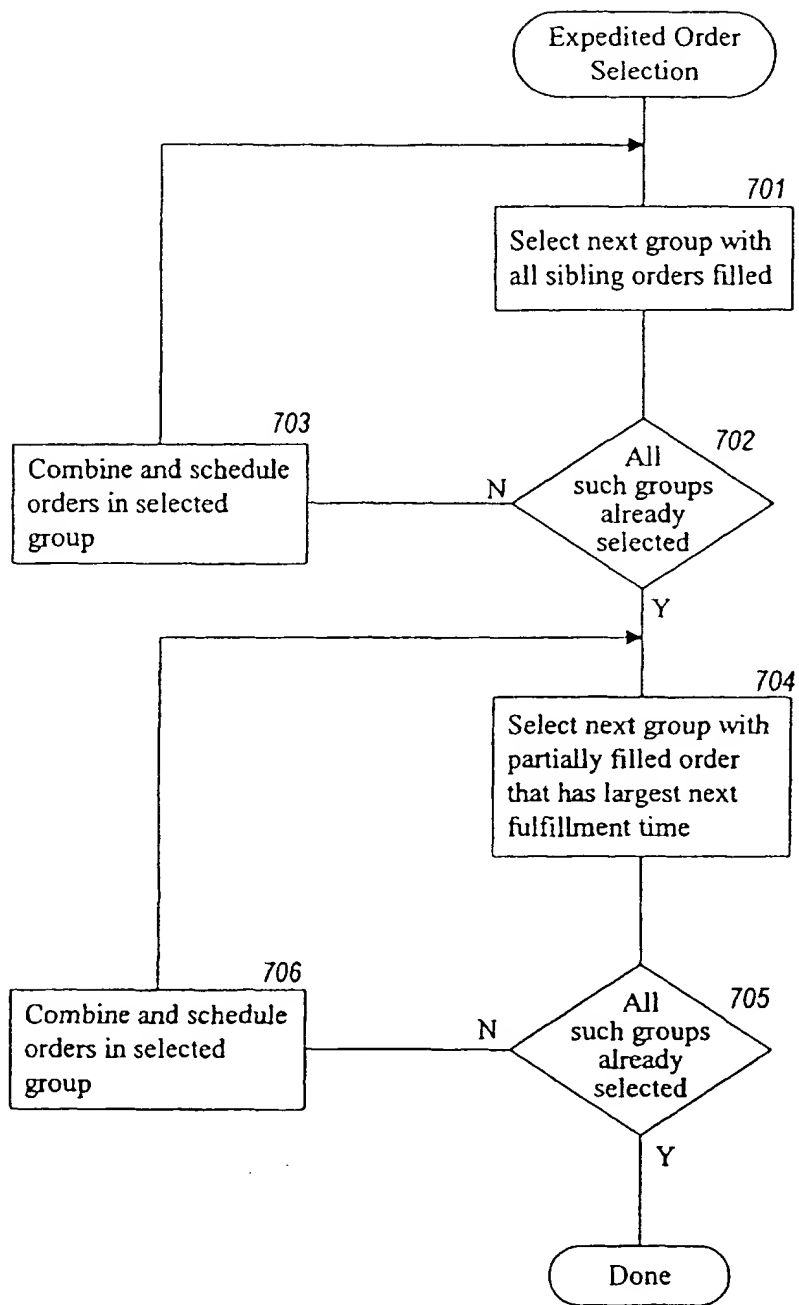 Expedited Order
Selection
701
Select next group with
all sibling orders filled
703
Combine and schedule
orders in selected
group
702
All
such groups
already
selected
N
Y
704
Select next group with
partially filled order
that has largest next
fulfillment time
706
Combine and schedule
orders in selected
group
705
All
such groups
already
selected
N
Y
Done